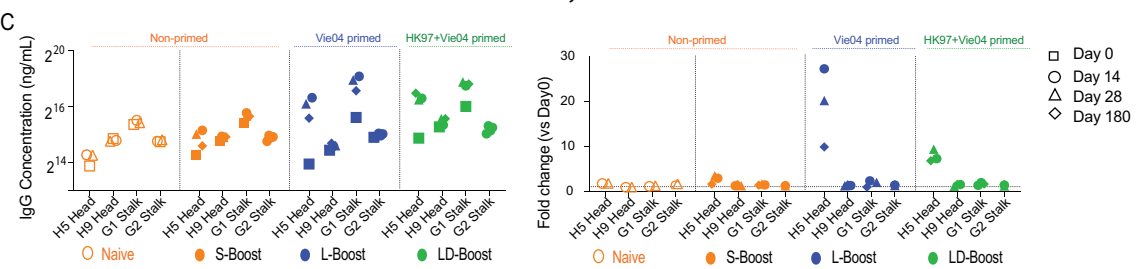 C
Non-primed
Vie04 primed
HK97+Vie04 primed
IgG Concentration (ng/mL)
2^20
2^16
2^14
H5 Head
H9 Head
G1 Stalk
G2 Stalk
H5 Head
H9 Head
G1 Stalk
G2 Stalk
H5 Head
H9 Head
G1 Stalk
G2 Stalk
H5 Head
H9 Head
G1 Stalk
G2 Stalk
Naive
S-Boost
L-Boost
LD-Boost
Non-primed
Vie04 primed
HK97+Vie04 primed
Fold change (vs Day0)
30
20
10
0
H5 Head
H9 Head
G1 Stalk
G2 Stalk
H5 Head
H9 Head
G1 Stalk
G2 Stalk
H5 Head
H9 Head
G1 Stalk
G2 Stalk
H5 Head
H9 Head
G1 Stalk
G2 Stalk
Naive
S-Boost
L-Boost
LD-Boost
Day 0
Day 14
Day 28
Day 180